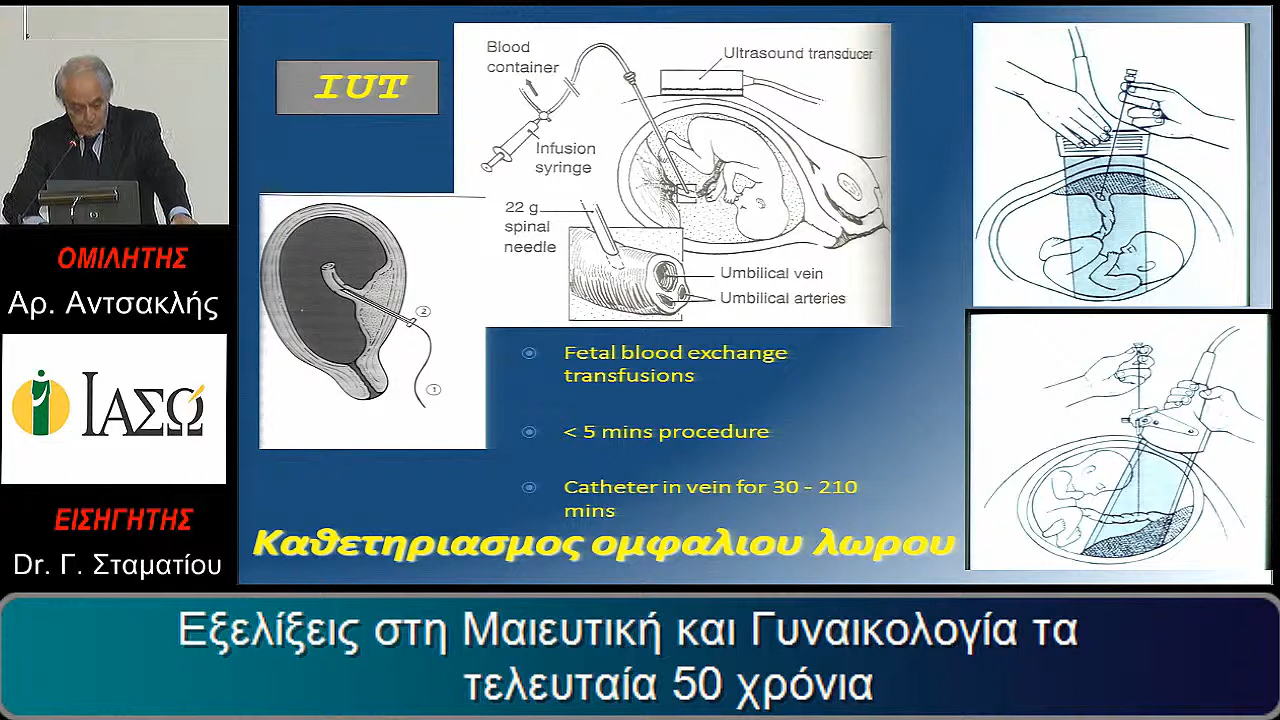 IUT
Blood
container
Ultrasound transducer
Infusion
syringe
22 g
spinal
needle
Umbilical vein
Umbilical arteries
2
1
Fetal blood exchange
transfusions
< 5 mins procedure
Catheter in vein for 30 - 210
mins
Καθετηριασμος ομφαλιου λωρου
ΟΜΙΛΗΤΗΣ
Αρ. Αντσακλής
ΙΑΣΩ
ΕΙΣΗΓΗΤΗΣ
Dr. Γ. Σταματίου
Εξελίξεις στη Μαιευτική και Γυναικολογία τα
τελευταία 50 χρόνια